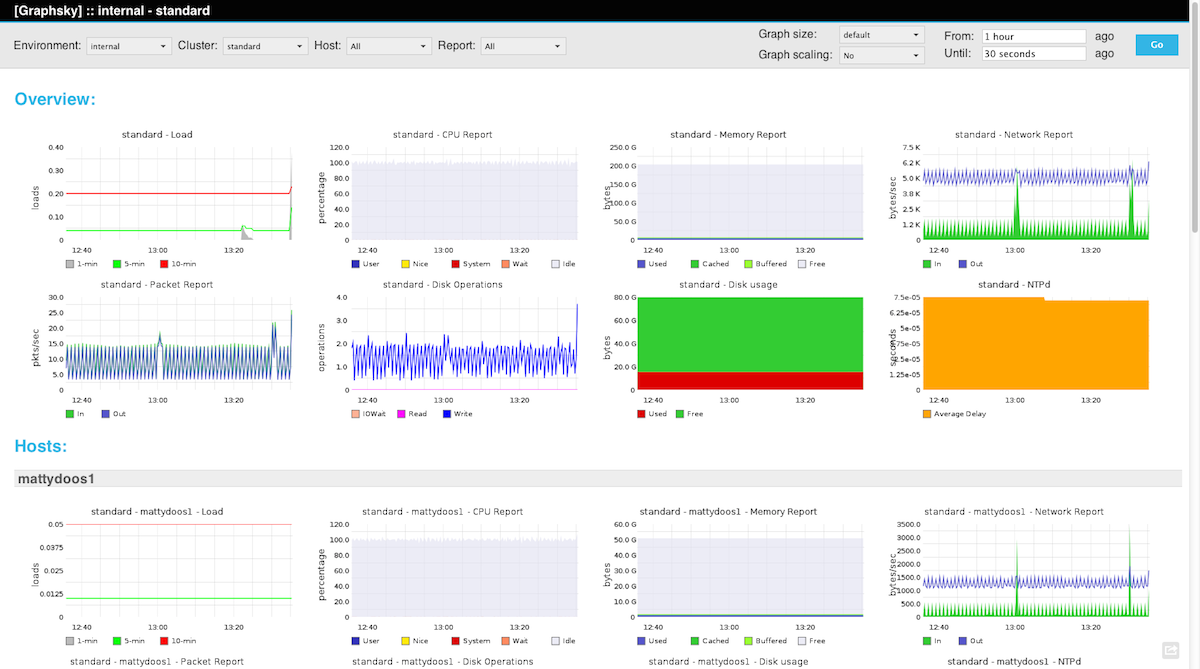 [Graphsky] :: internal - standard
Environment: internal Cluster: standard Host: All Report: All
Graph size: default From: 1 hour ago
Graph scaling: No Until: 30 seconds ago
Go
Overview:
standard - Load
loads
0.40
0.30
0.20
0.10
0
12:40 13:00 13:20
1-min 5-min 10-min
standard - CPU Report
percentage
120.0
100.0
80.0
60.0
40.0
20.0
0
12:40 13:00 13:20
User Nice System Wait Idle
standard - Memory Report
bytes
250.0 G
200.0 G
150.0 G
100.0 G
50.0 G
0
12:40 13:00 13:20
Used Cached Buffered Free
standard - Network Report
bytes/sec
7.5 K
6.2 K
5.0 K
3.8 K
2.5 K
1.2 K
0
12:40 13:00 13:20
In Out
standard - Packet Report
pkts/sec
30.0
25.0
20.0
15.0
10.0
5.0
0
12:40 13:00 13:20
In Out
standard - Disk Operations
operations
4.0
3.0
2.0
1.0
0
12:40 13:00 13:20
IOWait Read Write
standard - Disk usage
bytes
80.0 G
60.0 G
40.0 G
20.0 G
0
12:40 13:00 13:20
Used Free
standard - NTPd
seconds
7.5e-05
6.25e-05
5e-05
3.75e-05
2.5e-05
1.25e-05
0
12:40 13:00 13:20
Average Delay
Hosts:
mattydoos1
standard - mattydoos1 - Load
loads
0.05
0.0375
0.025
0.0125
0
12:40 13:00 13:20
1-min 5-min 10-min
standard - mattydoos1 - CPU Report
percentage
120.0
100.0
80.0
60.0
40.0
20.0
0
12:40 13:00 13:20
User Nice System Wait Idle
standard - mattydoos1 - Memory Report
bytes
60.0 G
50.0 G
40.0 G
30.0 G
20.0 G
10.0 G
0
12:40 13:00 13:20
Used Cached Buffered Free
standard - mattydoos1 - Network Report
bytes/sec
3500.0
3000.0
2500.0
2000.0
1500.0
1000.0
500.0
0
12:40 13:00 13:20
In Out
standard - mattydoos1 - Packet Report
standard - mattydoos1 - Disk Operations
standard - mattydoos1 - Disk usage
standard - mattydoos1 - NTPd